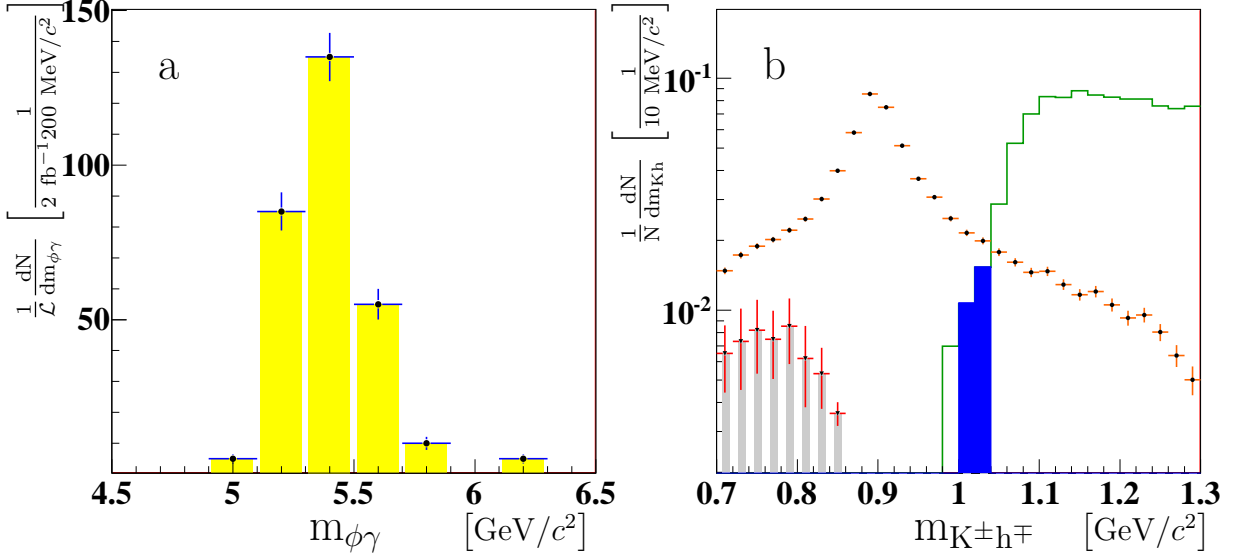 1/𝓛 dN/dm_ϕγ [1/2 fb⁻¹200 MeV/c²]
150
100
50
a
4.5 5 5.5 6 6.5
m_ϕγ [GeV/c²]
1/N dN/dm_Kh [1/10 MeV/c²]
10⁻¹
10⁻²
b
0.7 0.8 0.9 1 1.1 1.2 1.3
m_K±h∓ [GeV/c²]